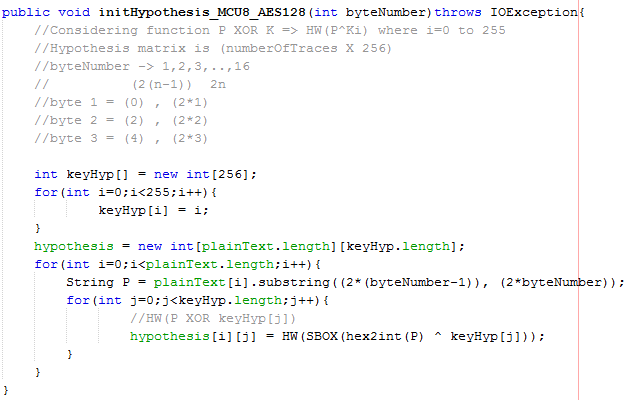 public void initHypothesis_MCU8_AES128(int byteNumber)throws IOException{
//Considering function P XOR K => HW(P^Ki) where i=0 to 255
//Hypothesis matrix is (numberOfTraces X 256)
//byteNumber -> 1,2,3,..,16
//          (2(n-1))  2n
//byte 1 = (0) , (2*1)
//byte 2 = (2) , (2*2)
//byte 3 = (4) , (2*3)
int keyHyp[] = new int[256];
for(int i=0;i<255;i++){
keyHyp[i] = i;
}
hypothesis = new int[plainText.length][keyHyp.length];
for(int i=0;i<plainText.length;i++){
String P = plainText[i].substring((2*(byteNumber-1)), (2*byteNumber));
for(int j=0;j<keyHyp.length;j++){
//HW(P XOR keyHyp[j])
hypothesis[i][j] = HW(SBOX(hex2int(P) ^ keyHyp[j]));
}
}
}